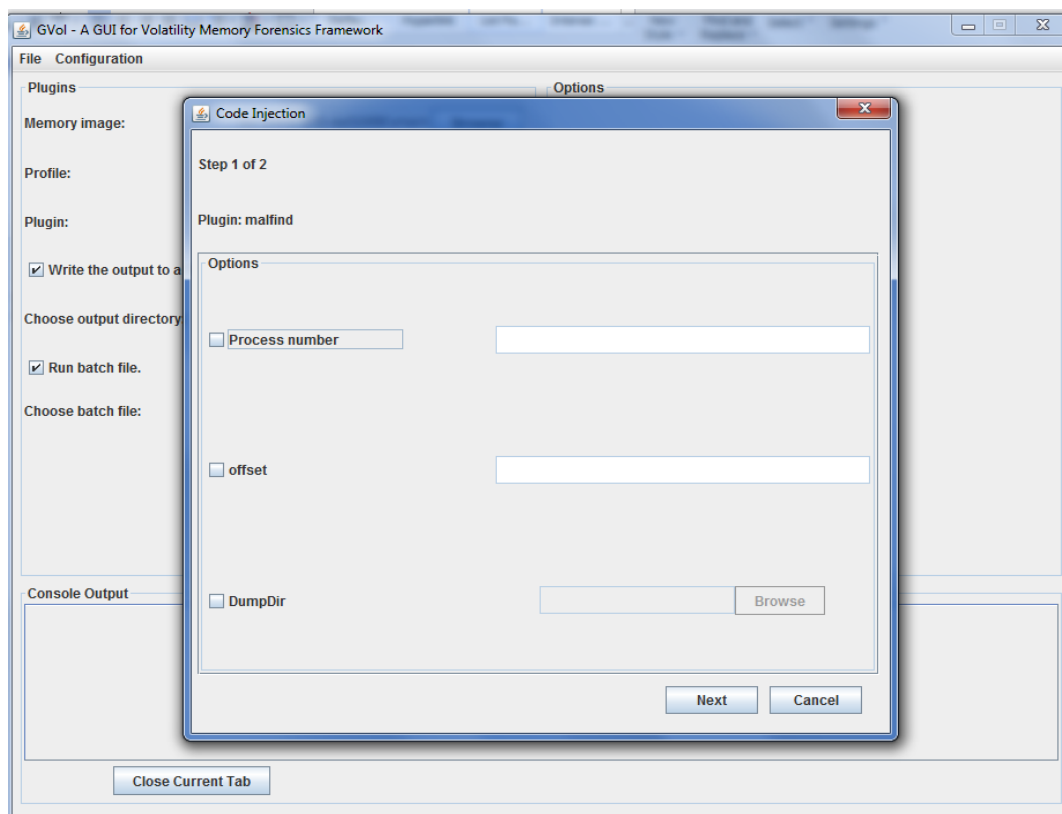 GVol - A GUI for Volatility Memory Forensics Framework
File Configuration
Plugins
Options
Memory image:
Profile:
Plugin:
Write the output to a
Choose output directory
Run batch file.
Choose batch file:
Code Injection
Step 1 of 2
Plugin: malfind
Options
Process number
offset
DumpDir
Browse
Next
Cancel
Console Output
Close Current Tab